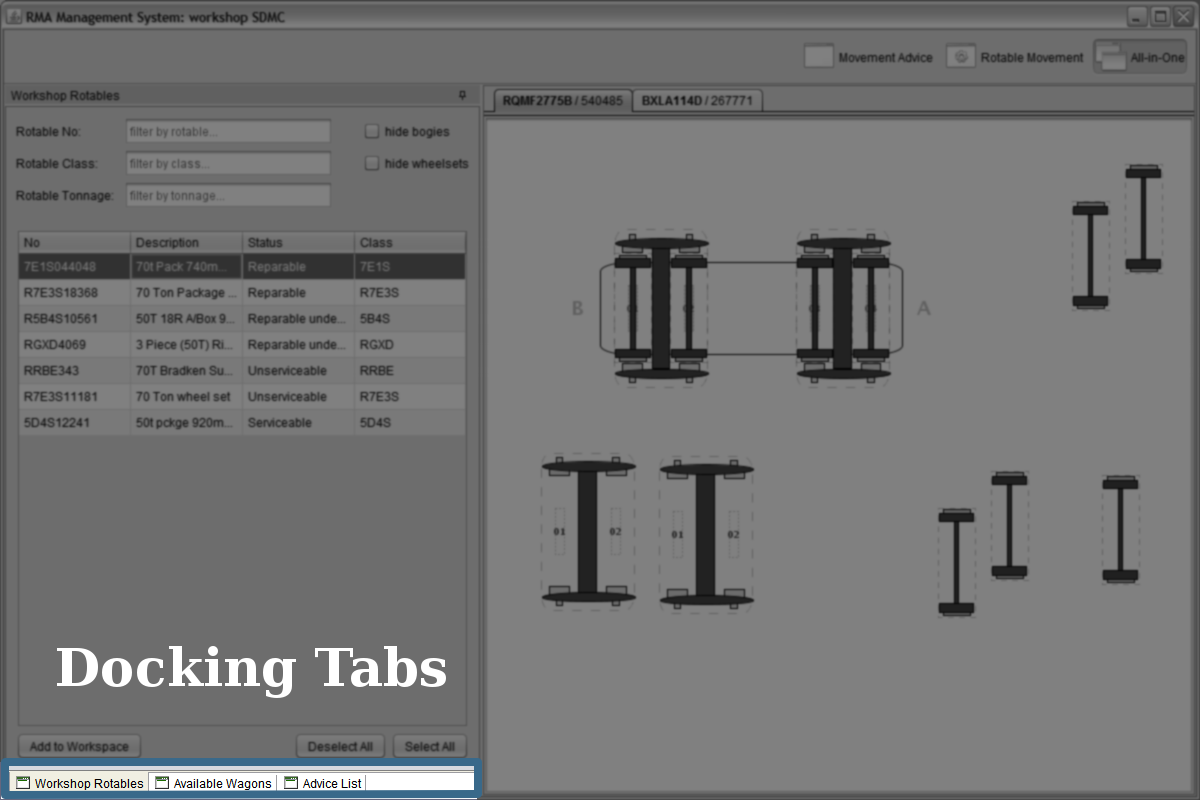 RMA Management System: workshop SDMC
Movement Advice
Rotable Movement
All-in-One
Workshop Rotables
RQMF2775B / 540485
BXLA114D / 267771
Rotable No:
filter by rotable...
hide bogies
Rotable Class:
filter by class...
hide wheelsets
Rotable Tonnage:
filter by tonnage...
No Description Status Class
7E1S044048 70t Pack 740m... Reparable 7E1S
R7E3S18368 70 Ton Package ... Reparable R7E3S
R5B4S10561 50T 18R A/Box 9... Reparable unde... 5B4S
RGXD4069 3 Piece (50T) Ri... Reparable unde... RGXD
RRBE343 70T Bradken Su... Unserviceable RRBE
R7E3S11181 70 Ton wheel set Unserviceable R7E3S
5D4S12241 50t pckge 920m... Serviceable 5D4S
B
A
01 02
01 02
Docking Tabs
Add to Workspace
Deselect All
Select All
Workshop Rotables
Available Wagons
Advice List